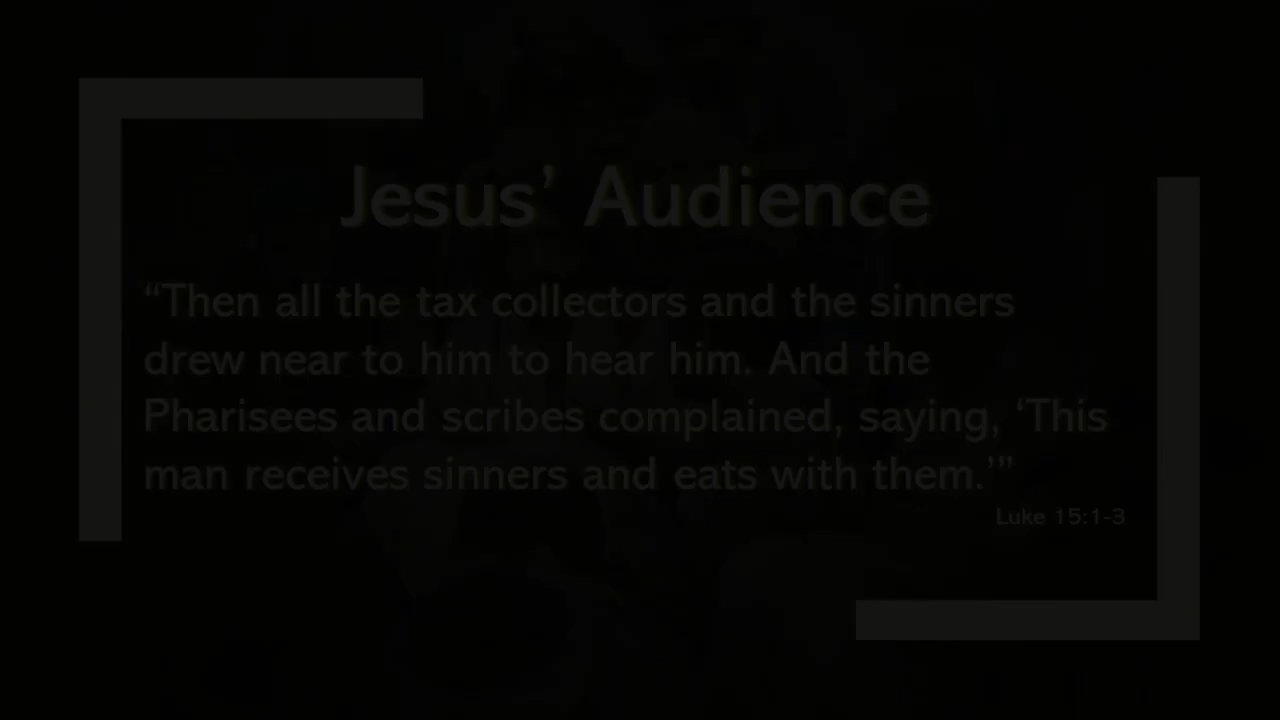 Jesus’ Audience
“Then all the tax collectors and the sinners
drew near to him to hear him. And the
Pharisees and scribes complained, saying, ‘This
man receives sinners and eats with them.’”
Luke 15:1-3